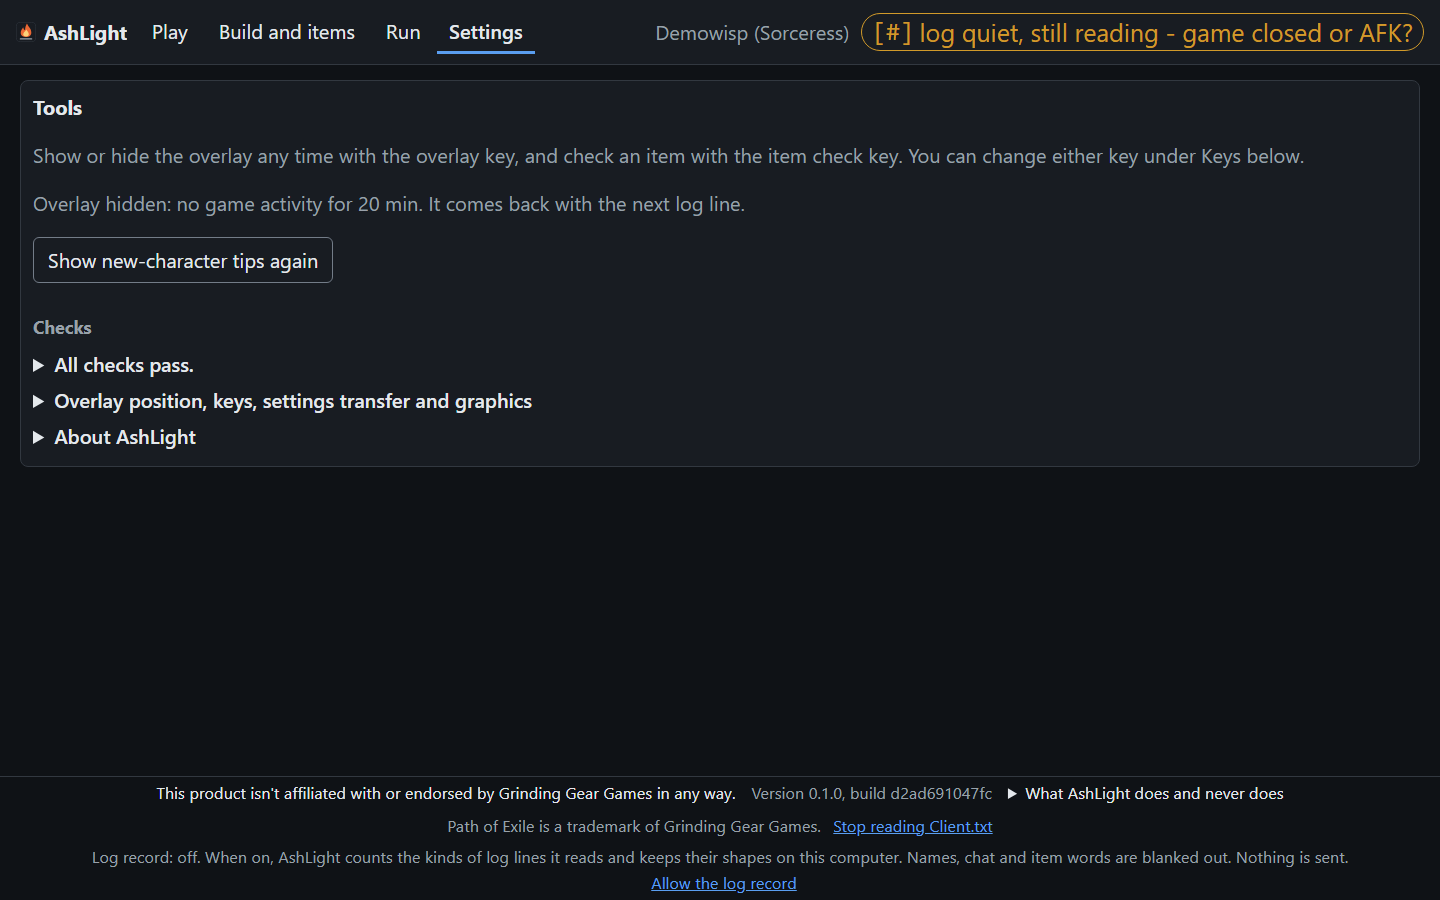 AshLight Play Build and items Run Settings Demowisp (Sorceress) [#] log quiet, still reading - game closed or AFK?
Tools
Show or hide the overlay any time with the overlay key, and check an item with the item check key. You can change either key under Keys below.
Overlay hidden: no game activity for 20 min. It comes back with the next log line.
Show new-character tips again
Checks
All checks pass.
Overlay position, keys, settings transfer and graphics
About AshLight
This product isn't affiliated with or endorsed by Grinding Gear Games in any way. Version 0.1.0, build d2ad691047fc What AshLight does and never does
Path of Exile is a trademark of Grinding Gear Games. Stop reading Client.txt
Log record: off. When on, AshLight counts the kinds of log lines it reads and keeps their shapes on this computer. Names, chat and item words are blanked out. Nothing is sent.
Allow the log record